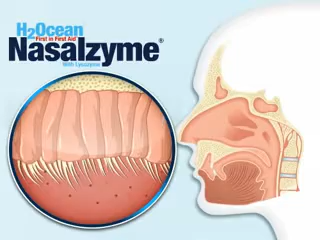 H2Ocean
First in First Aid
Nasalzyme®
With Lysozyme